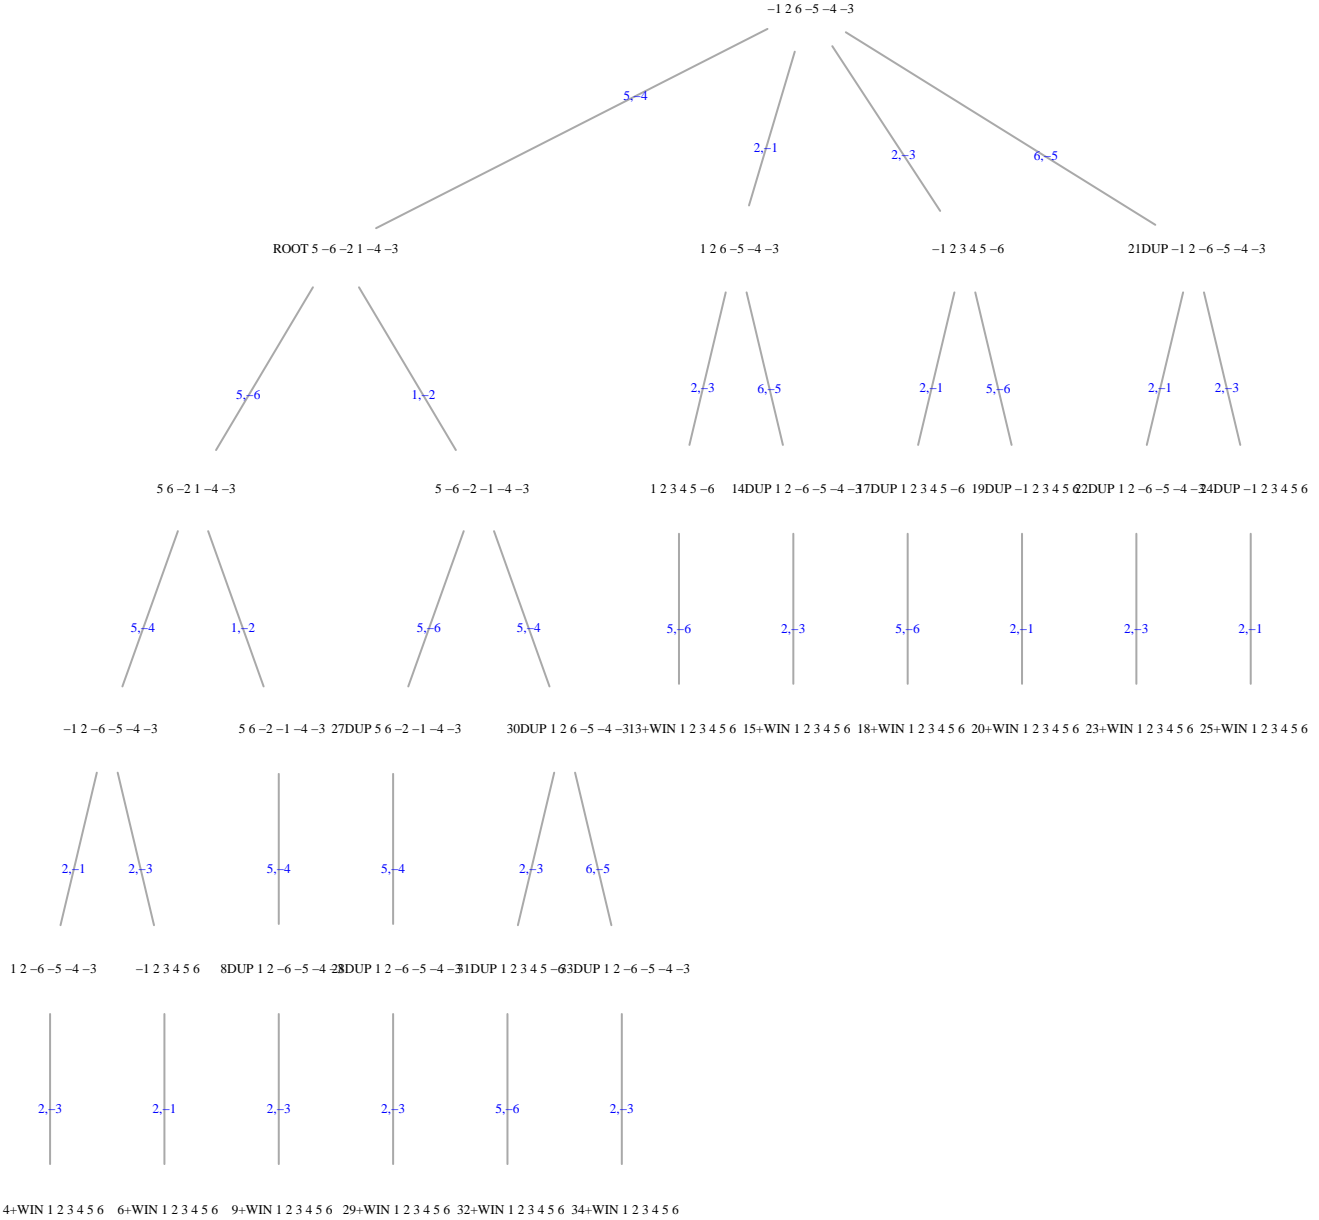 −1 2 6 −5 −4 −3
5,−4
2,−1
2,−3
6,−5
ROOT 5 −6 −2 1 −4 −3
1 2 6 −5 −4 −3
−1 2 3 4 5 −6
21DUP −1 2 −6 −5 −4 −3
5,−6
1,−2
2,−3
6,−5
2,−1
5,−6
2,−1
2,−3
5 6 −2 1 −4 −3
5 −6 −2 −1 −4 −3
1 2 3 4 5 −6
14DUP 1 2 −6 −5 −4 −3
17DUP 1 2 3 4 5 −6
19DUP −1 2 3 4 5 6
22DUP 1 2 −6 −5 −4 −3
24DUP −1 2 3 4 5 6
5,−4
1,−2
5,−6
5,−4
5,−6
2,−3
5,−6
2,−1
2,−3
2,−1
−1 2 −6 −5 −4 −3
5 6 −2 −1 −4 −3
27DUP 5 6 −2 −1 −4 −3
30DUP 1 2 6 −5 −4 −3
13+WIN 1 2 3 4 5 6
15+WIN 1 2 3 4 5 6
18+WIN 1 2 3 4 5 6
20+WIN 1 2 3 4 5 6
23+WIN 1 2 3 4 5 6
25+WIN 1 2 3 4 5 6
2,−1
2,−3
5,−4
5,−4
2,−3
6,−5
1 2 −6 −5 −4 −3
−1 2 3 4 5 6
8DUP 1 2 −6 −5 −4 −3
28DUP 1 2 −6 −5 −4 −3
31DUP 1 2 3 4 5 −6
33DUP 1 2 −6 −5 −4 −3
2,−3
2,−1
2,−3
2,−3
5,−6
2,−3
4+WIN 1 2 3 4 5 6
6+WIN 1 2 3 4 5 6
9+WIN 1 2 3 4 5 6
29+WIN 1 2 3 4 5 6
32+WIN 1 2 3 4 5 6
34+WIN 1 2 3 4 5 6